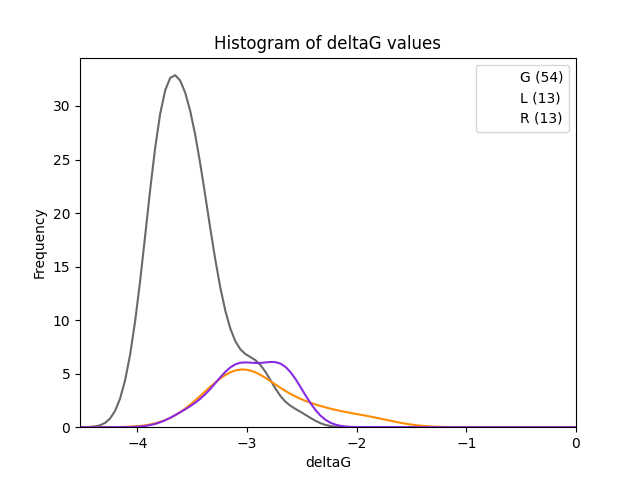 Histogram of deltaG values
G (54)
L (13)
R (13)
Frequency
30
25
20
15
10
5
0
−4
−3
−2
−1
0
deltaG